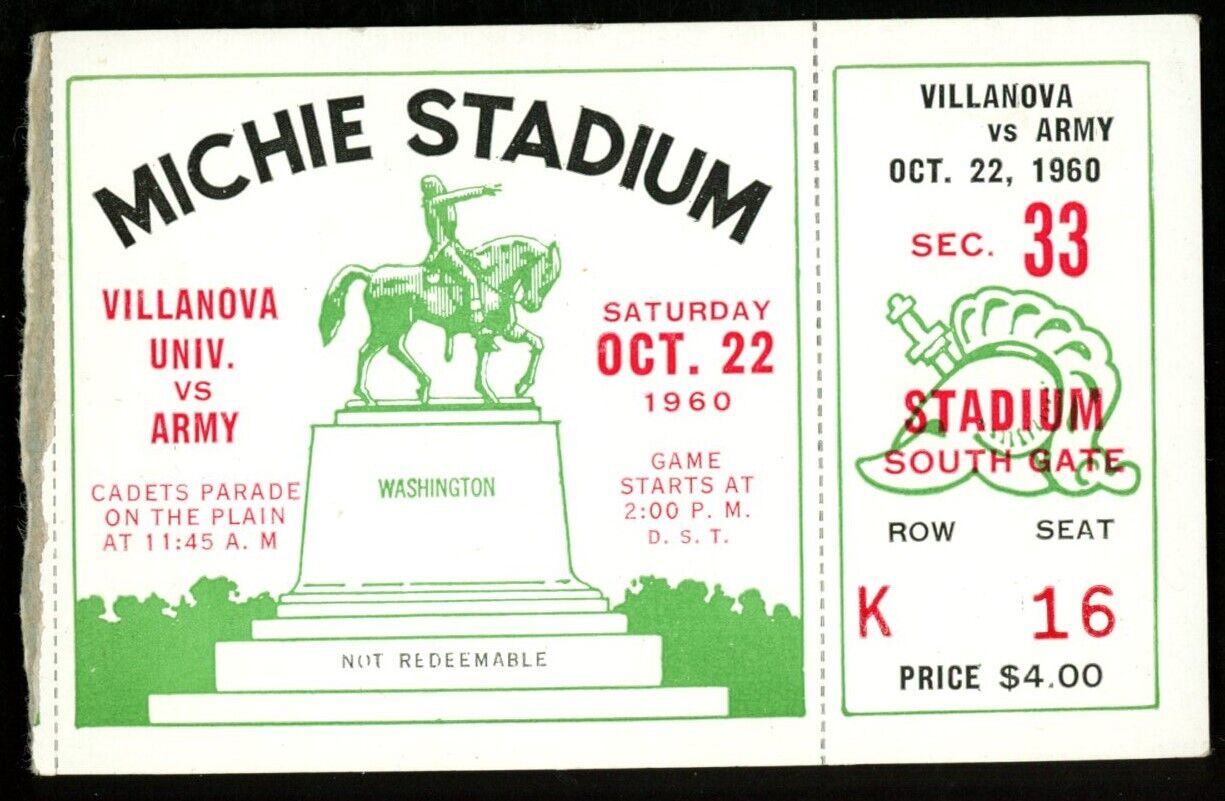 MICHIE STADIUM
VILLANOVA
UNIV.
VS
ARMY
CADETS PARADE
ON THE PLAIN
AT 11:45 A. M
WASHINGTON
NOT REDEEMABLE
SATURDAY
OCT. 22
1960
GAME
STARTS AT
2:00 P. M.
D. S. T.
VILLANOVA
VS ARMY
OCT. 22, 1960
SEC. 33
STADIUM
SOUTH GATE
ROW SEAT
K 16
PRICE $4.00